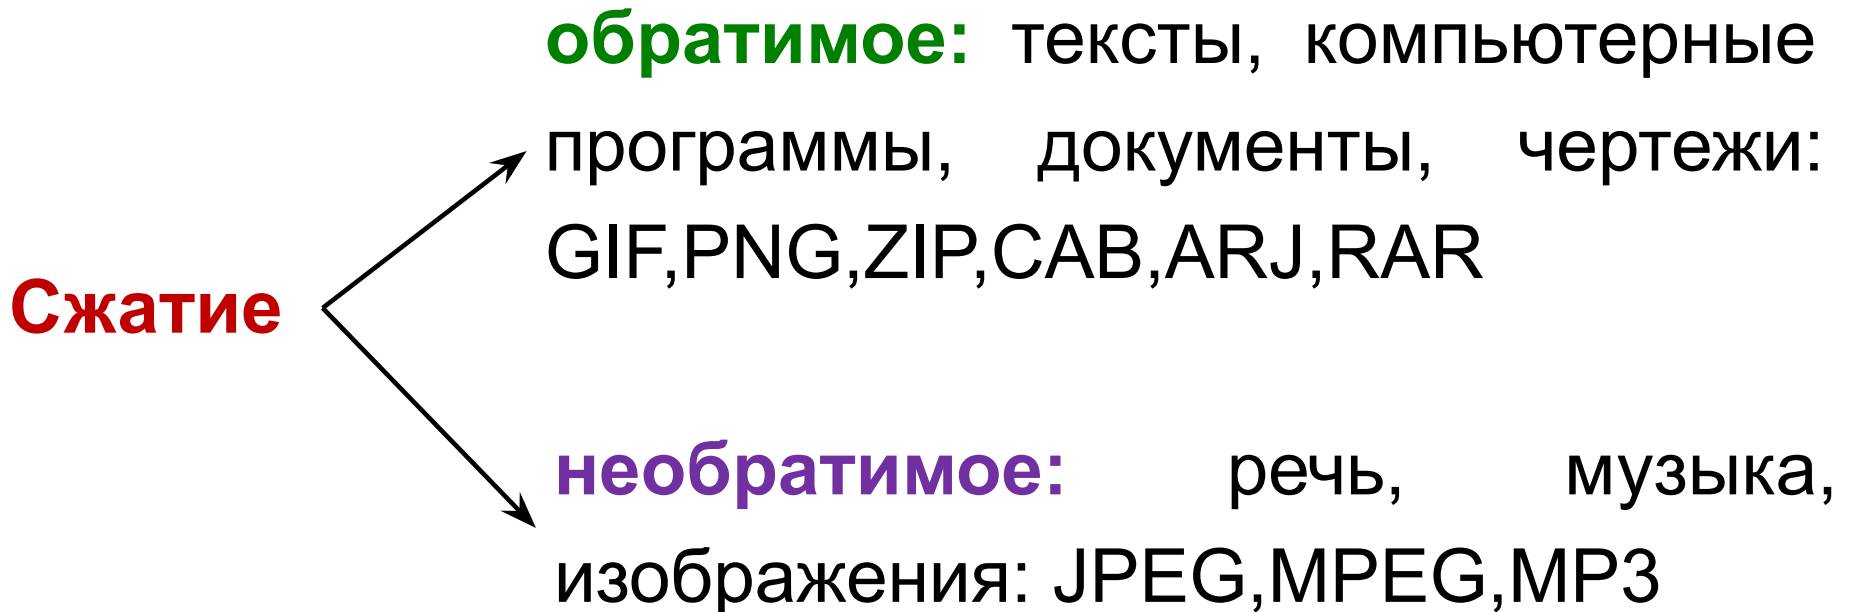 обратимое: тексты, компьютерные
программы, документы, чертежи:
GIF,PNG,ZIP,CAB,ARJ,RAR
Сжатие
необратимое: речь, музыка,
изображения: JPEG,MPEG,MP3